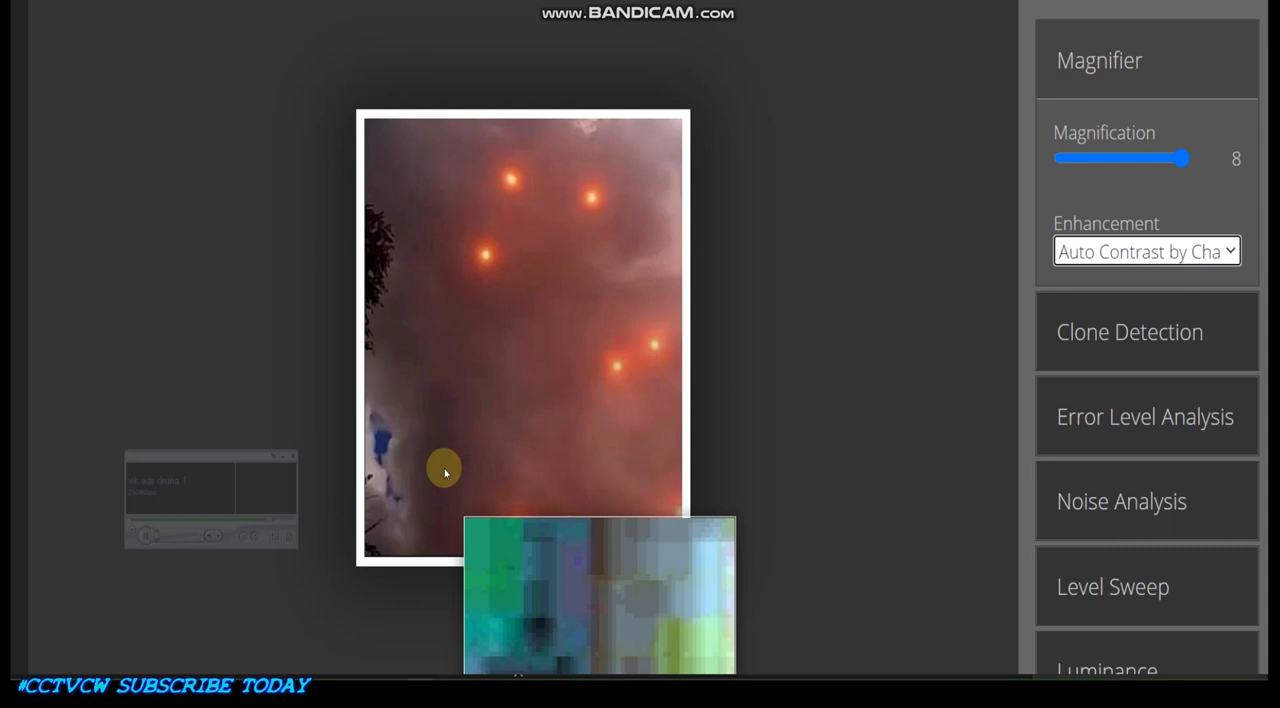 www.BANDICAM.com
Magnifier
Magnification
8
Enhancement
Auto Contrast by Cha
Clone Detection
Error Level Analysis
Noise Analysis
Level Sweep
Luminance
#CCTVCW SUBSCRIBE TODAY